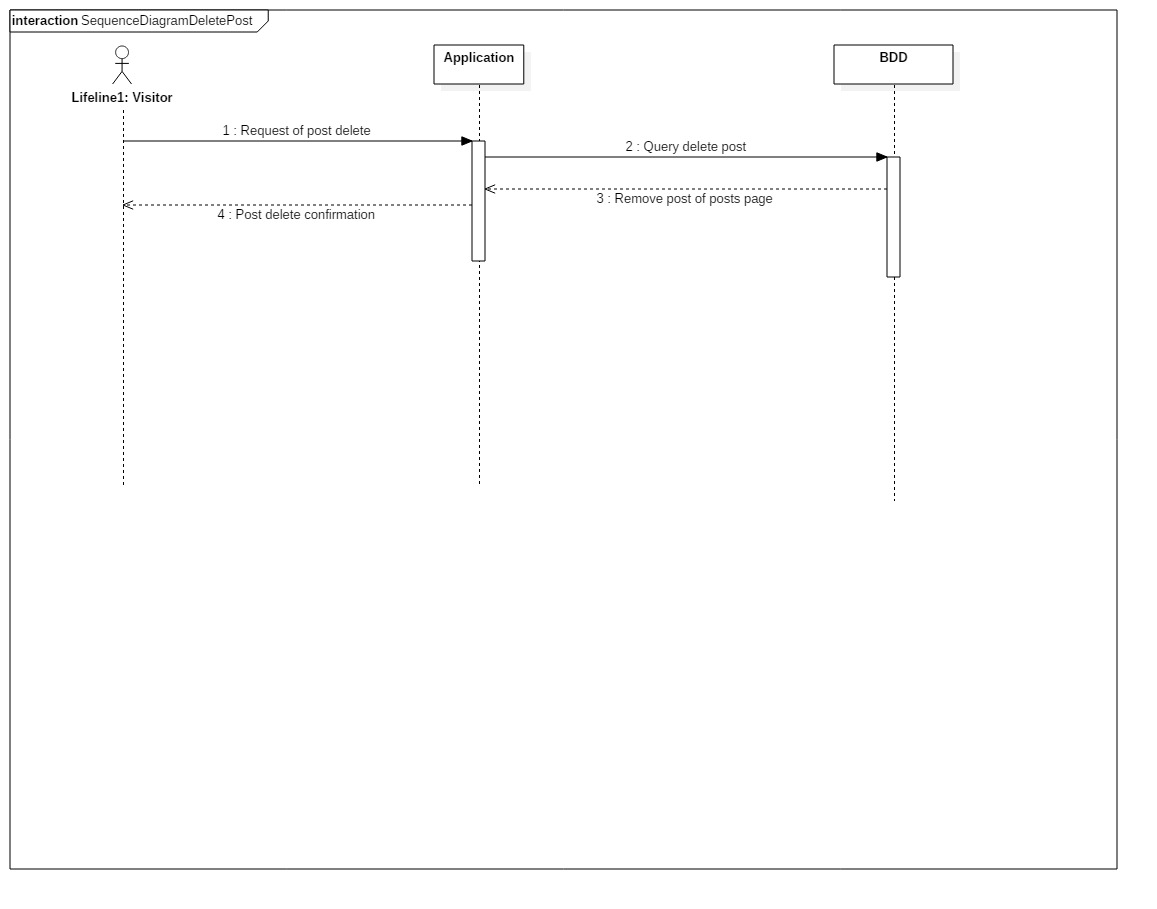 interaction SequenceDiagramDeletePost
Lifeline1: Visitor
Application
BDD
1 : Request of post delete
2 : Query delete post
3 : Remove post of posts page
4 : Post delete confirmation